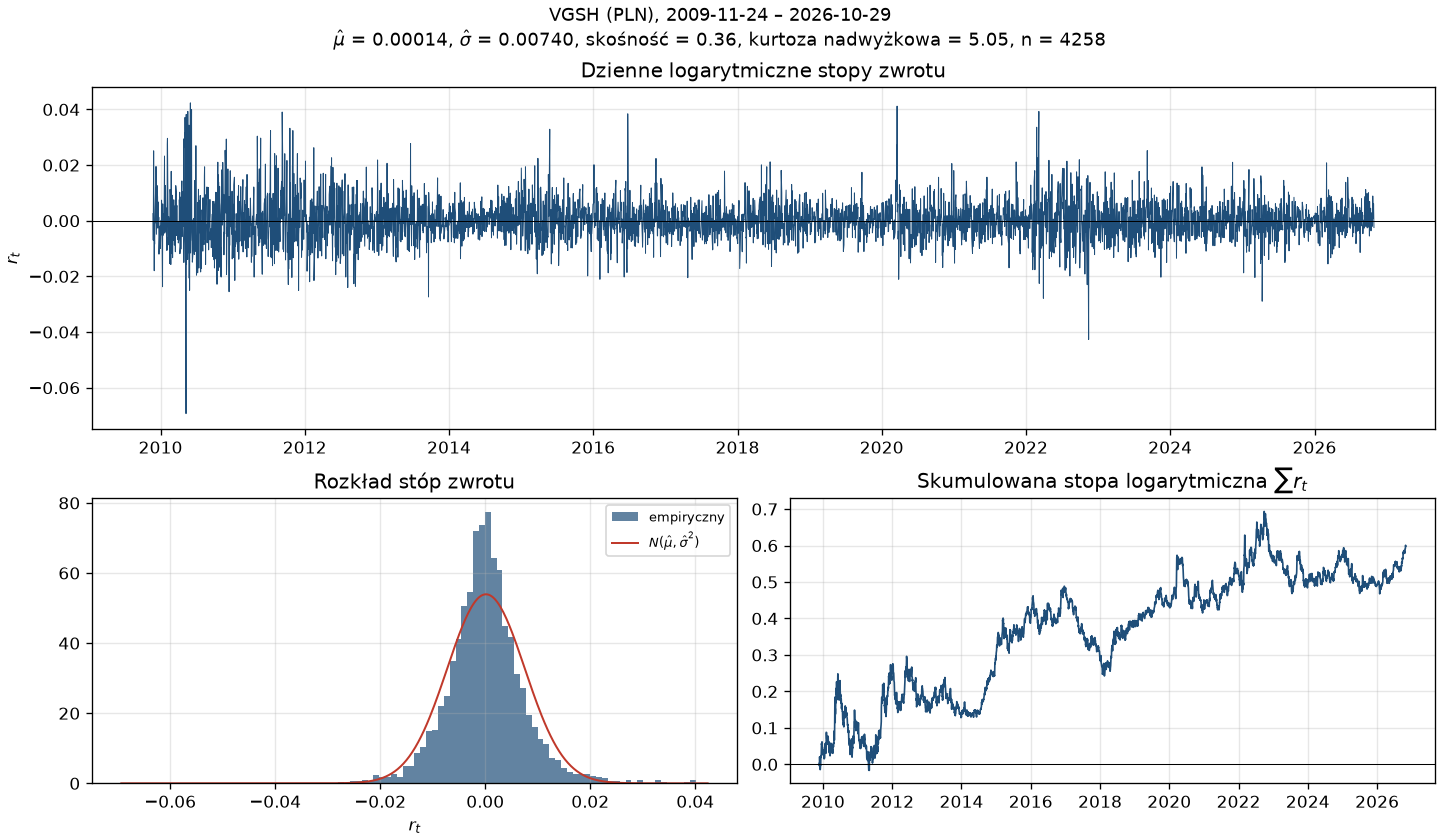 VGSH (PLN), 2009-11-24 – 2026-10-29
μ̂ = 0.00014, σ̂ = 0.00740, skośność = 0.36, kurtoza nadwyżkowa = 5.05, n = 4258
Dzienne logarytmiczne stopy zwrotu
0.04
0.02
0.00
−0.02
−0.04
−0.06
r_t
2010 2012 2014 2016 2018 2020 2022 2024 2026
Rozkład stóp zwrotu
80
60
40
20
0
empiryczny
N(μ̂, σ̂²)
−0.06 −0.04 −0.02 0.00 0.02 0.04
r_t
Skumulowana stopa logarytmiczna ∑r_t
0.7
0.6
0.5
0.4
0.3
0.2
0.1
0.0
2010 2012 2014 2016 2018 2020 2022 2024 2026